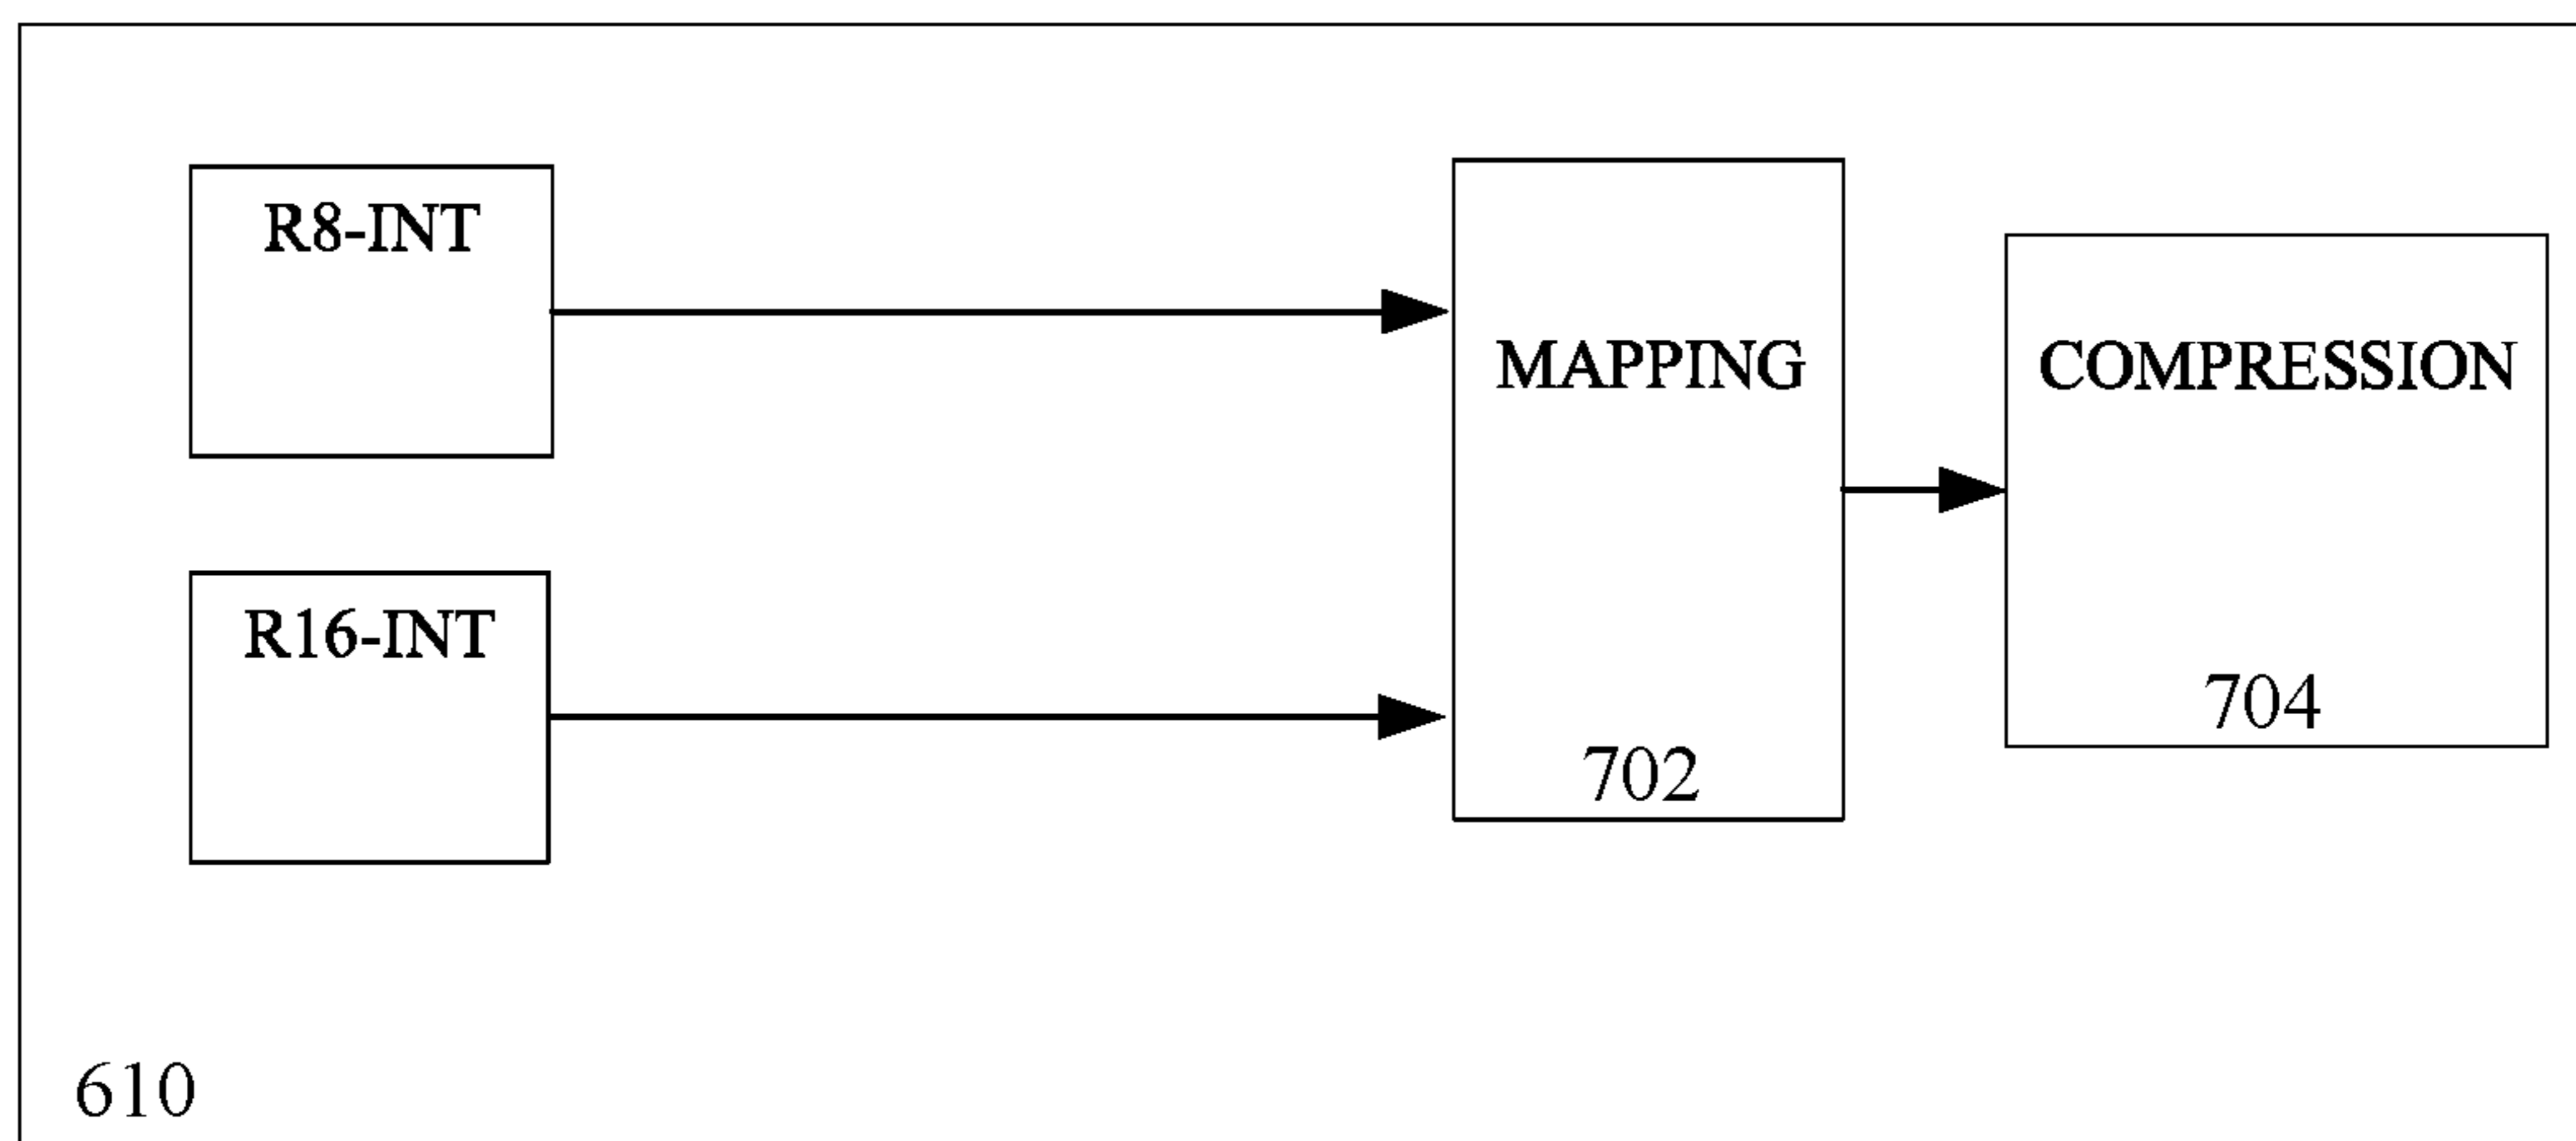 R8-INT
MAPPING
COMPRESSION
R16-INT
704
702
610